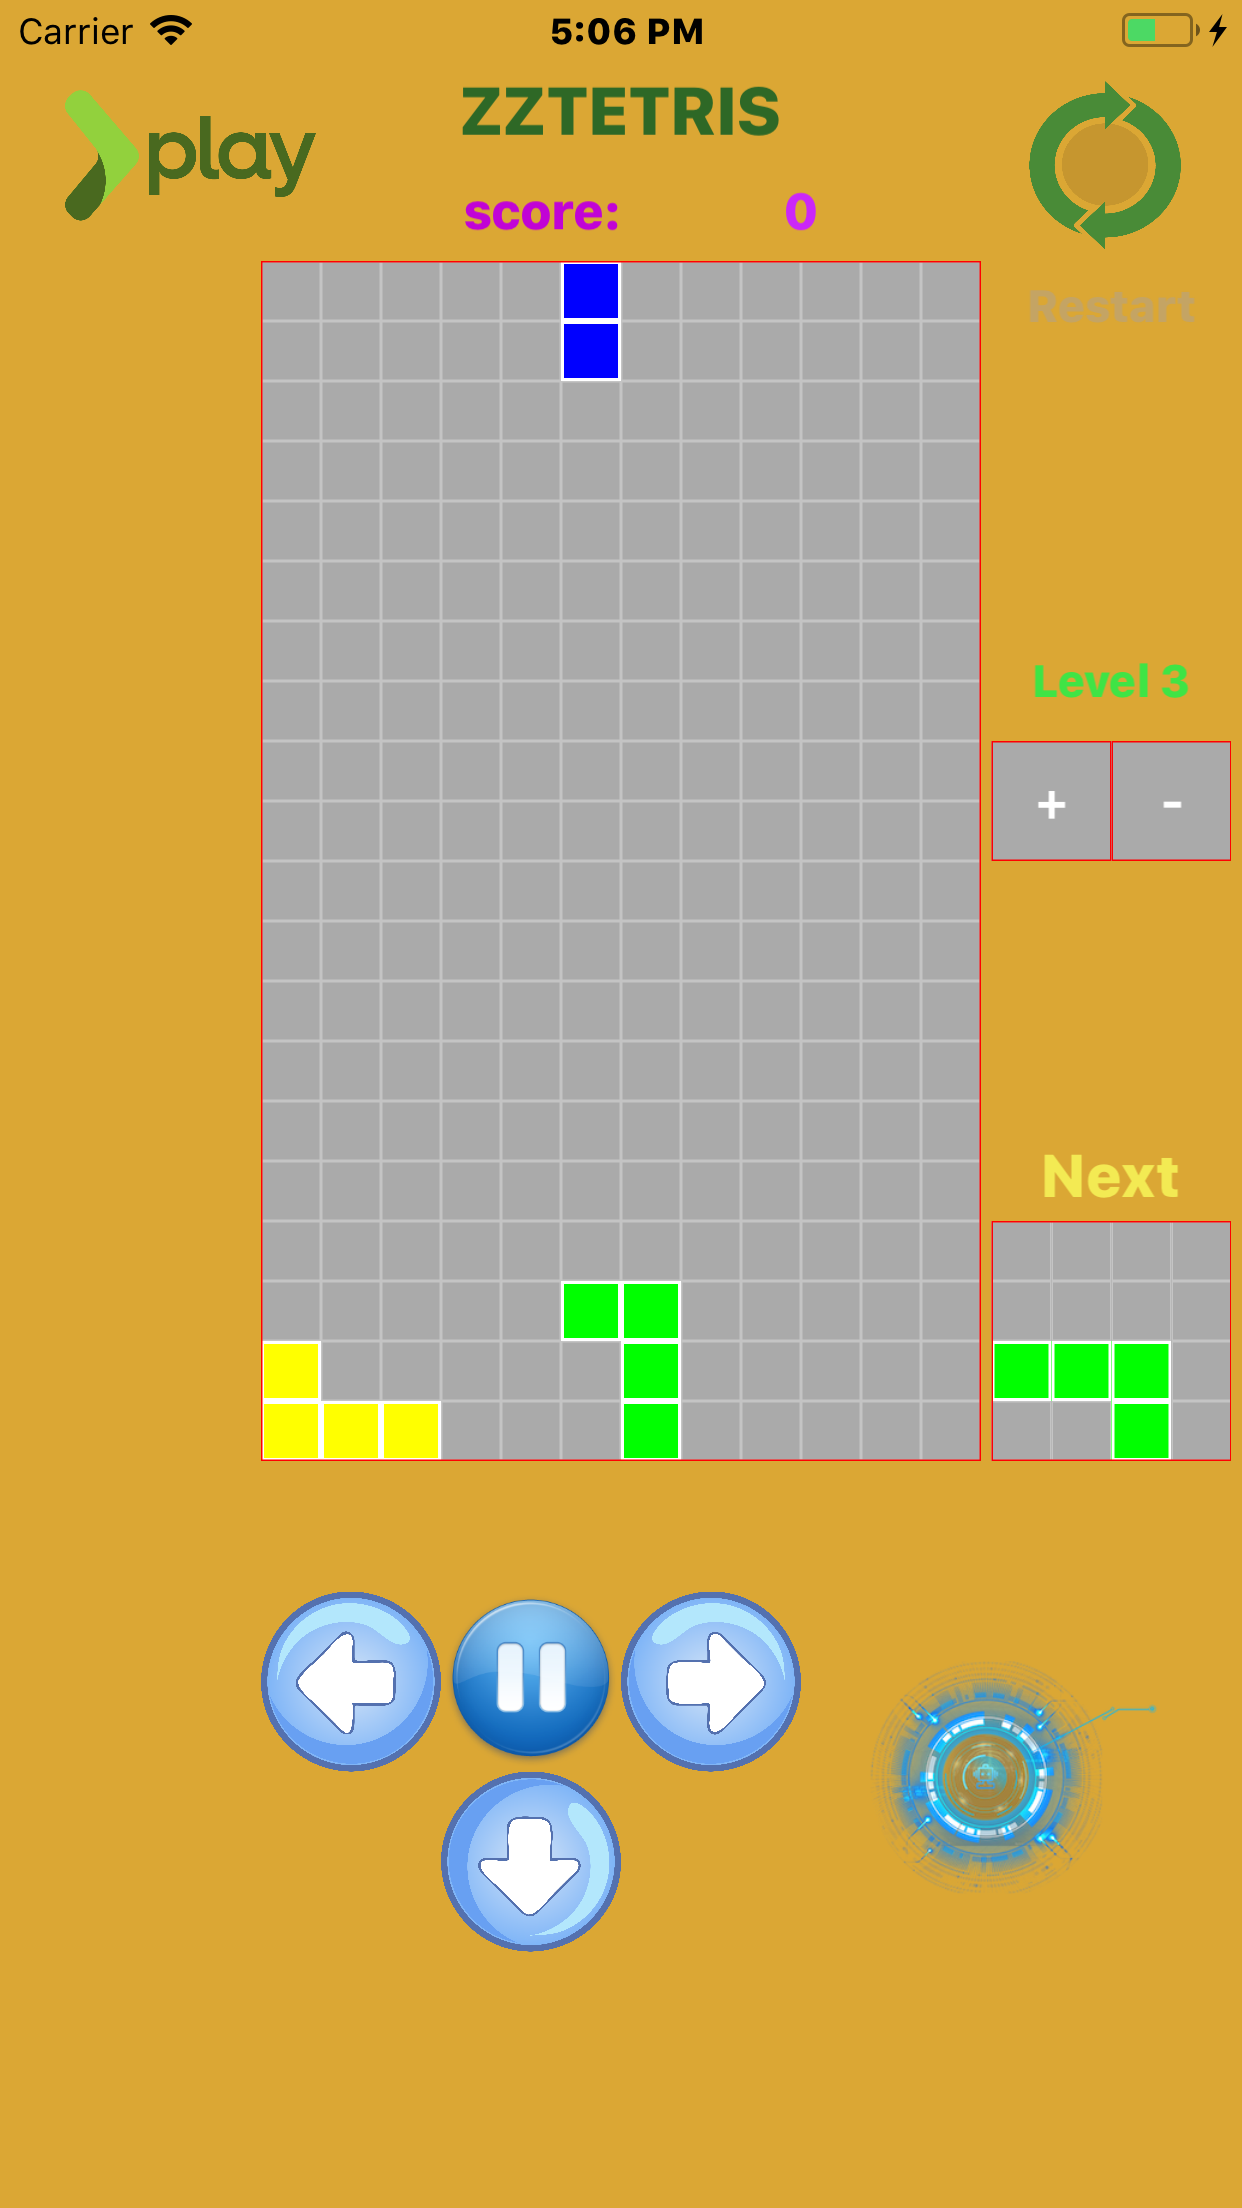 Carrier 5:06 PM
play
ZZTETRIS
score: 0
Restart
Level 3
+ -
Next